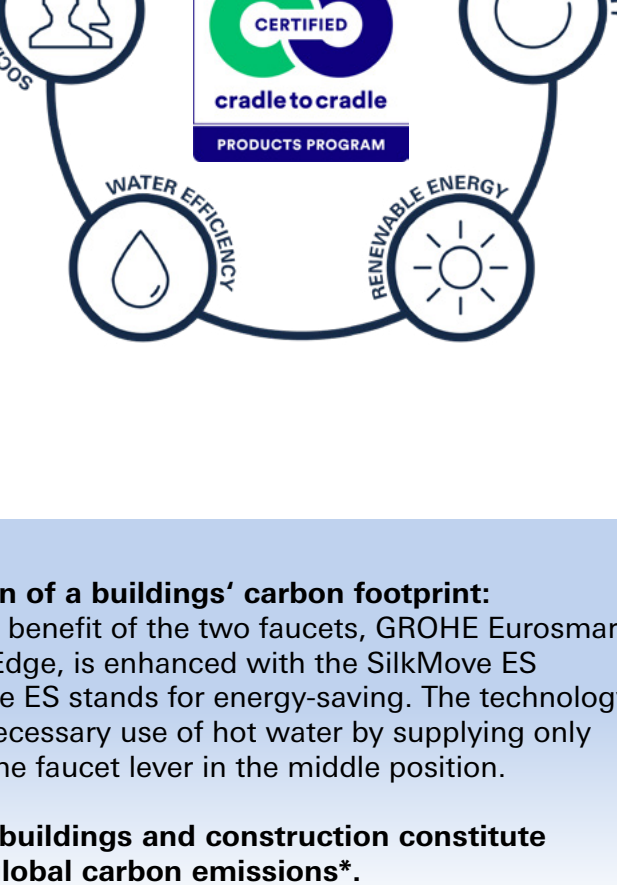 CERTIFIED
cradle to cradle
PRODUCTS PROGRAM
WATER EFFICIENCY
RENEWABLE ENERGY
n of a buildings‘ carbon footprint:
benefit of the two faucets, GROHE Eurosmar
Edge, is enhanced with the SilkMove ES
e ES stands for energy-saving. The technology
ecessary use of hot water by supplying only
ne faucet lever in the middle position.
buildings and construction constitute
lobal carbon emissions*.